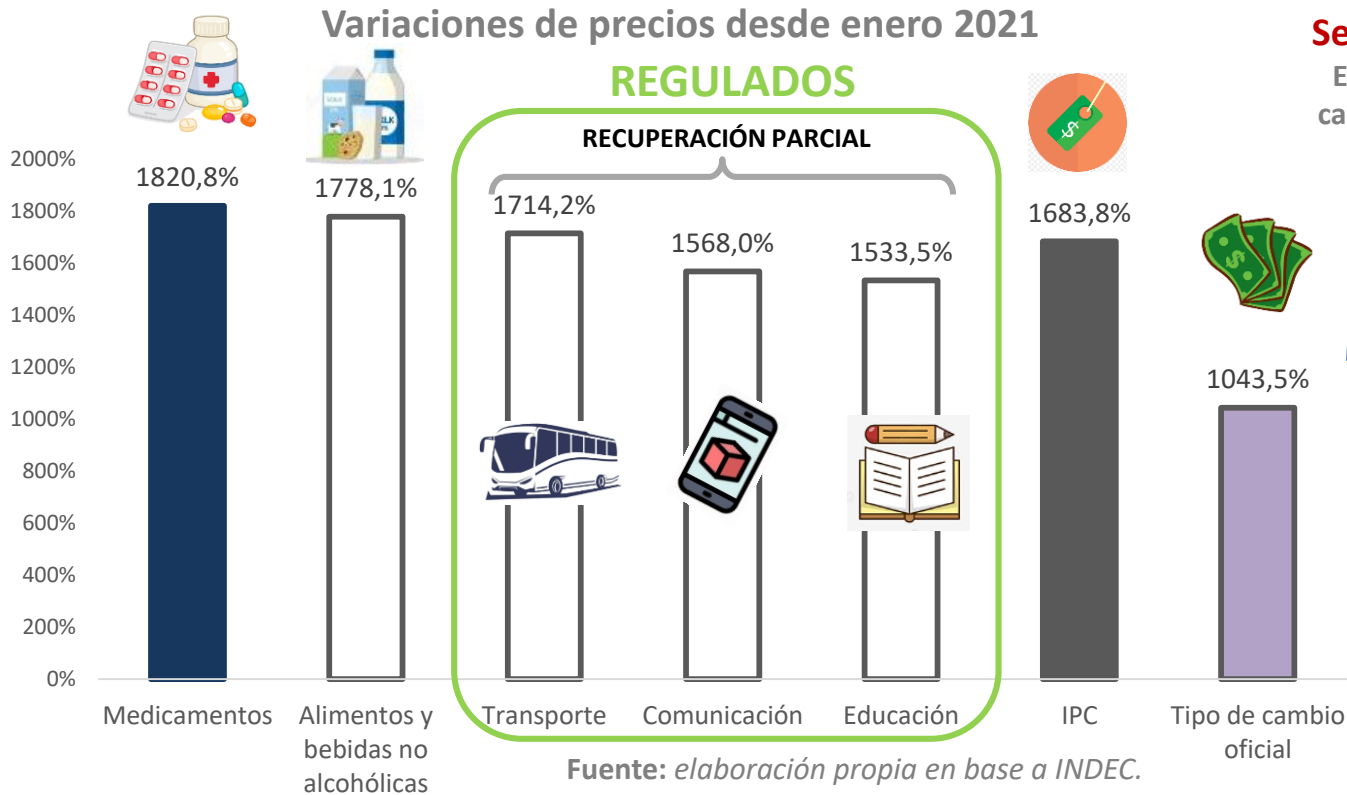 Variaciones de precios desde enero 2021
REGULADOS
RECUPERACIÓN PARCIAL
Se
E
ca
2000%
1800%
1600%
1400%
1200%
1000%
800%
600%
400%
200%
0%
1820,8%
1778,1%
1714,2%
1568,0%
1533,5%
1683,8%
1043,5%
Medicamentos
Alimentos y
bebidas no
alcohólicas
Transporte
Comunicación
Educación
IPC
Tipo de cambio
oficial
Fuente: elaboración propia en base a INDEC.